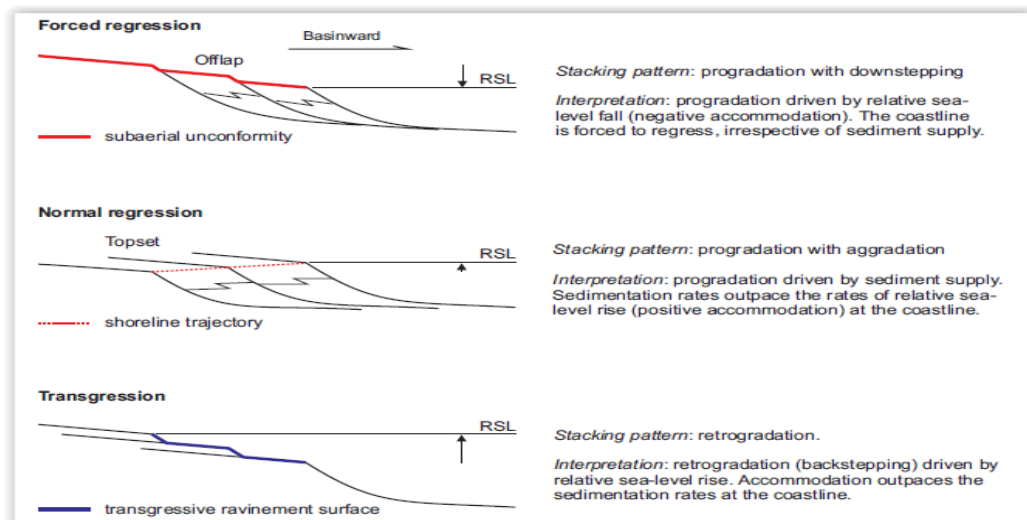 Forced regression
Basinward
Offlap
RSL
subaerial unconformity
Stacking pattern: progradation with downstepping
Interpretation: progradation driven by relative sea-
level fall (negative accommodation). The coastline
is forced to regress, irrespective of sediment supply.
Normal regression
Topset
RSL
shoreline trajectory
Stacking pattern: progradation with aggradation
Interpretation: progradation driven by sediment supply.
Sedimentation rates outpace the rates of relative sea-
level rise (positive accommodation) at the coastline.
Transgression
RSL
transgressive ravinement surface
Stacking pattern: retrogradation.
Interpretation: retrogradation (backstepping) driven by
relative sea-level rise. Accommodation outpaces the
sedimentation rates at the coastline.